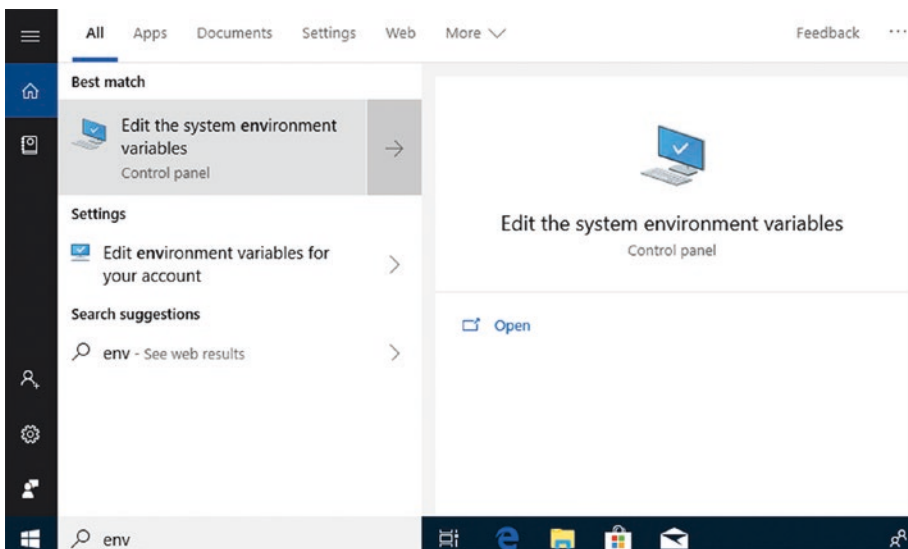 All Apps Documents Settings Web More Feedback ...
Best match
Edit the system environment
variables
Control panel
Settings
Edit environment variables for
your account
Search suggestions
env - See web results
Edit the system environment variables
Control panel
Open
env